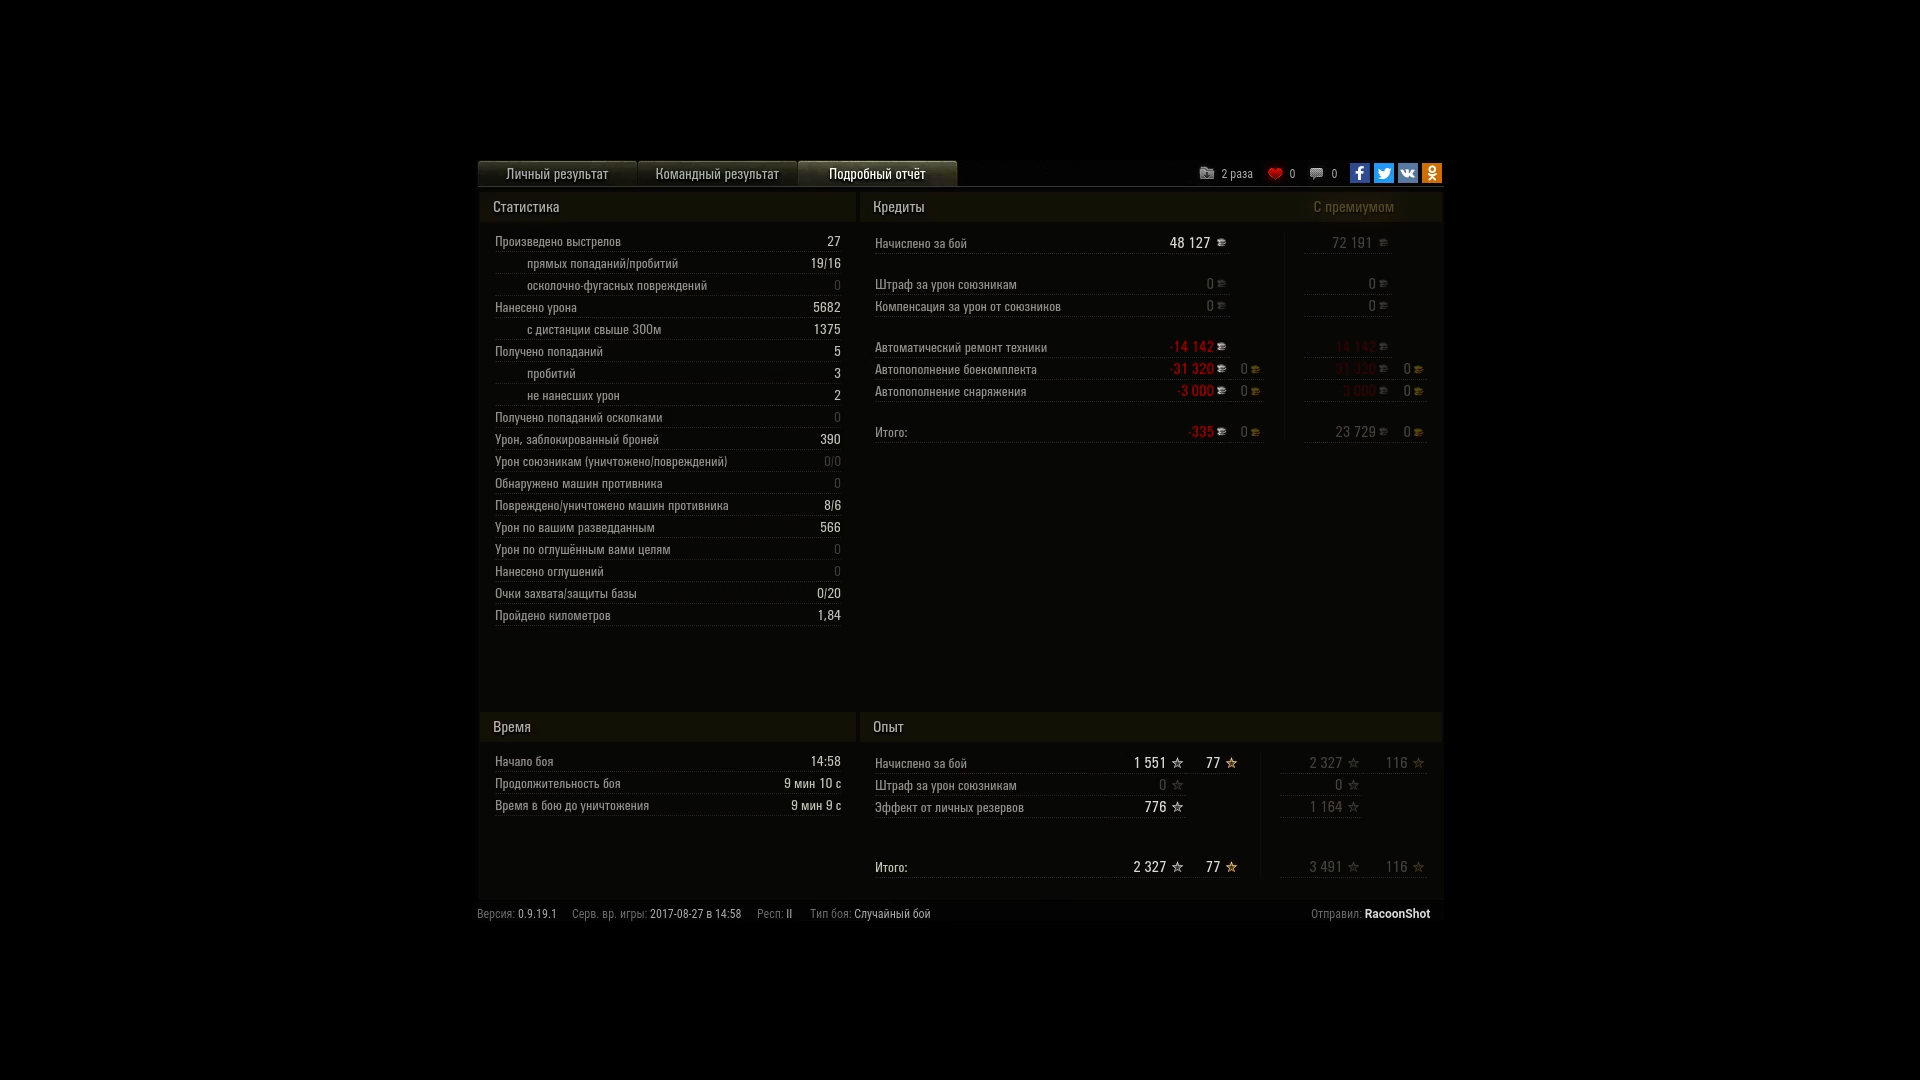 Личный результат Командный результат Подробный отчёт 2 раза 0 0
Статистика
Произведено выстрелов 27
прямых попаданий/пробитий 19/16
осколочно-фугасных повреждений 0
Нанесено урона 5682
с дистанции свыше 300м 1375
Получено попаданий 5
пробитий 3
не нанесших урон 2
Получено попаданий осколками 0
Урон, заблокированный броней 390
Урон союзникам (уничтожено/повреждений) 0/0
Обнаружено машин противника 0
Повреждено/уничтожено машин противника 8/6
Урон по вашим разведданным 566
Урон по оглушённым вами целям 0
Нанесено оглушений 0
Очки захвата/защиты базы 0/20
Пройдено километров 1,84
Кредиты С премиумом
Начислено за бой 48 127 72 191
Штраф за урон союзникам 0 0
Компенсация за урон от союзников 0 0
Автоматический ремонт техники -14 142 -14 142
Автопополнение боекомплекта -31 320 0 -31 320 0
Автопополнение снаряжения -3 000 0 -3 000 0
Итого: -335 0 23 729 0
Время
Начало боя 14:58
Продолжительность боя 9 мин 10 с
Время в бою до уничтожения 9 мин 9 с
Опыт
Начислено за бой 1 551 77 2 327 116
Штраф за урон союзникам 0 0
Эффект от личных резервов 776 1 164
Итого: 2 327 77 3 491 116
Версия: 0.9.19.1 Серв. вр. игры: 2017-08-27 в 14:58 Респ: II Тип боя: Случайный бой Отправил: RacoonShot